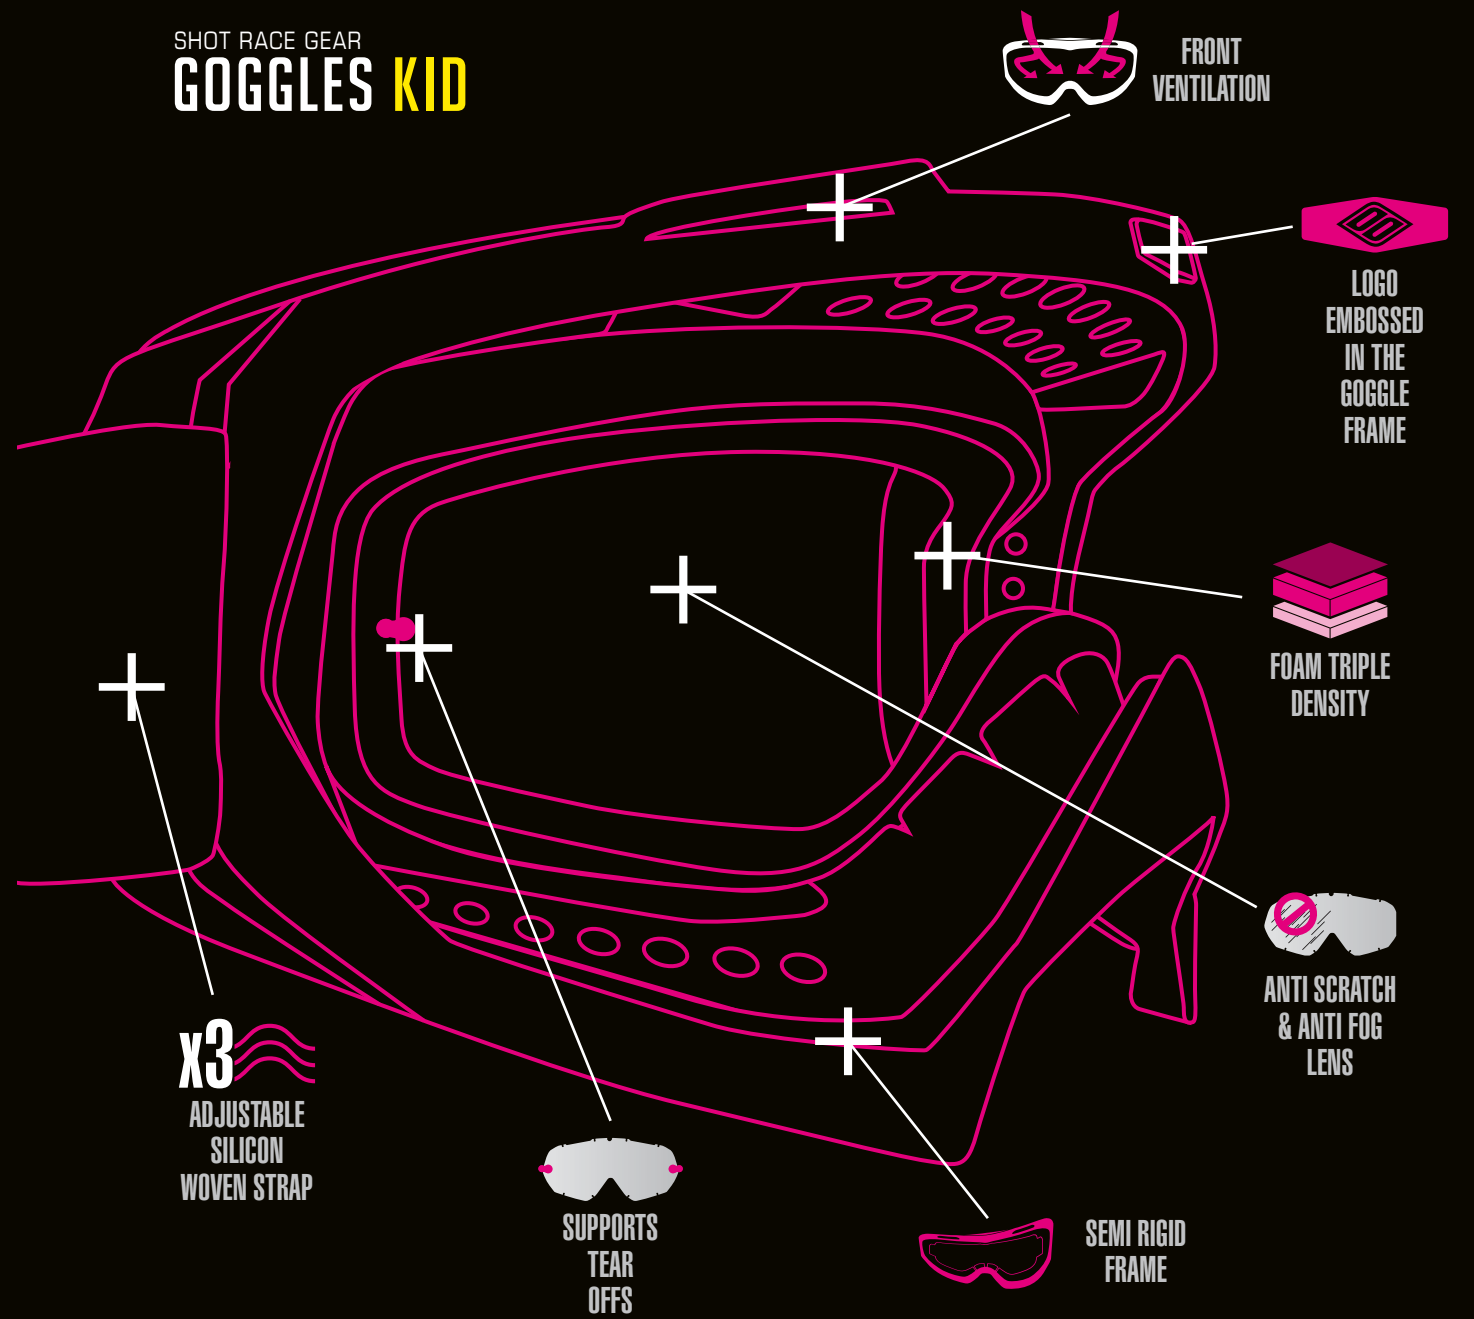 SHOT RACE GEAR
GOGGLES KID
FRONT
VENTILATION
LOGO
EMBOSSED
IN THE
GOGGLE
FRAME
FOAM TRIPLE
DENSITY
ANTI SCRATCH
& ANTI FOG
LENS
x3
ADJUSTABLE
SILICON
WOVEN STRAP
SUPPORTS
TEAR
OFFS
SEMI RIGID
FRAME